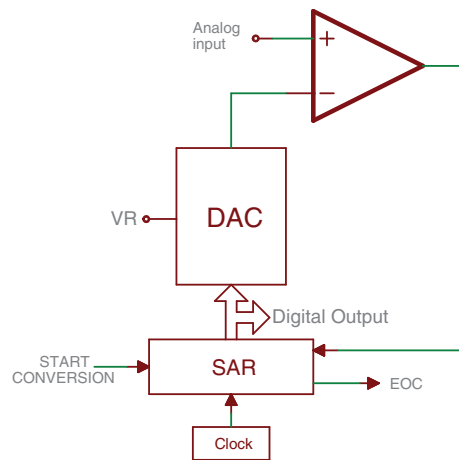 Analog
input
+
−
VR
DAC
Digital Output
START
CONVERSION
SAR
EOC
Clock